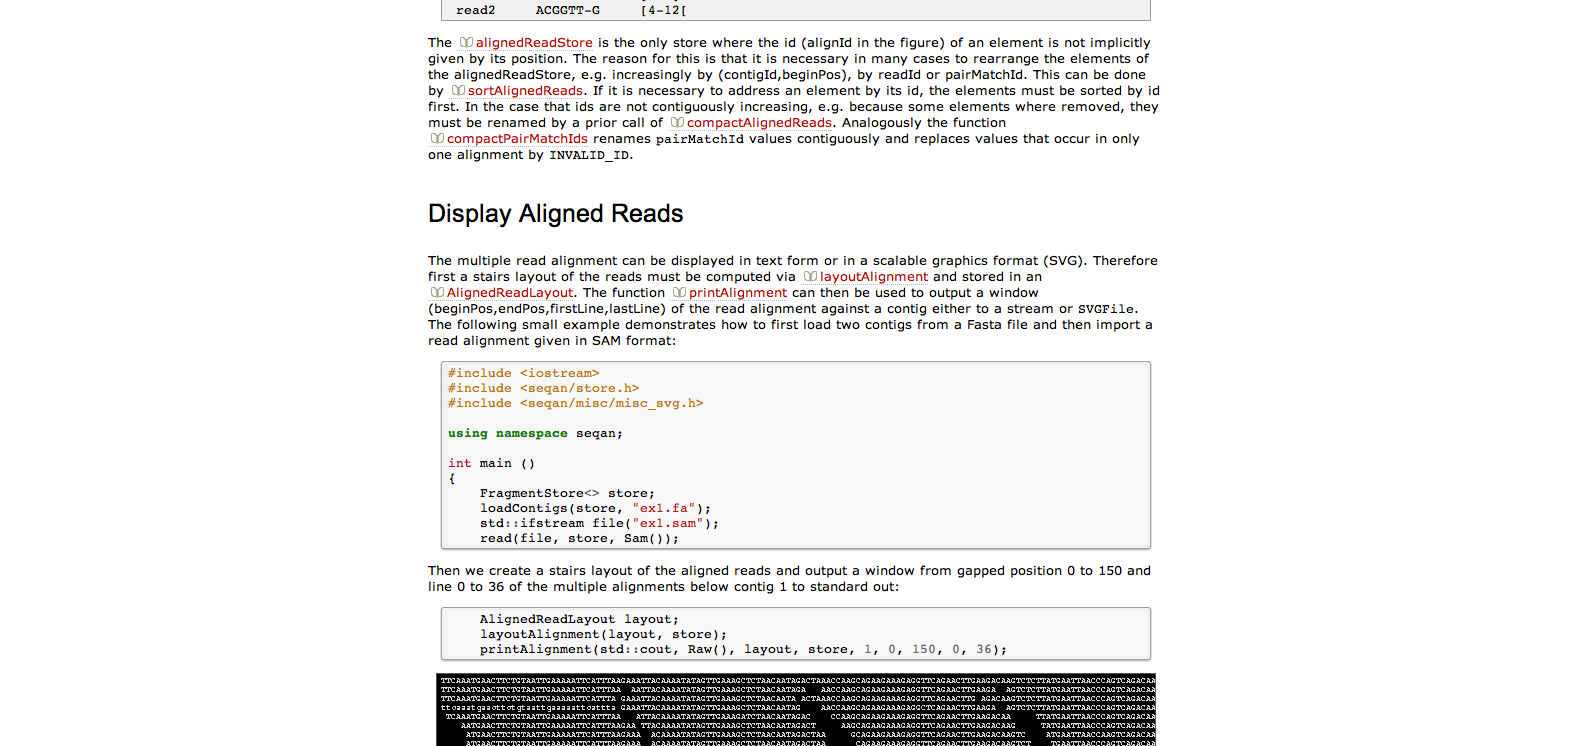 read2 ACGGTT-G [4-12[
The alignedReadStore is the only store where the id (alignId in the figure) of an element is not implicitly
given by its position. The reason for this is that it is necessary in many cases to rearrange the elements of
the alignedReadStore, e.g. increasingly by (contigId,beginPos), by readId or pairMatchId. This can be done
by sortAlignedReads. If it is necessary to address an element by its id, the elements must be sorted by id
first. In the case that ids are not contiguously increasing, e.g. because some elements where removed, they
must be renamed by a prior call of compactAlignedReads. Analogously the function
compactPairMatchIds renames pairMatchId values contiguously and replaces values that occur in only
one alignment by INVALID_ID.
Display Aligned Reads
The multiple read alignment can be displayed in text form or in a scalable graphics format (SVG). Therefore
first a stairs layout of the reads must be computed via layoutAlignment and stored in an
AlignedReadLayout. The function printAlignment can then be used to output a window
(beginPos,endPos,firstLine,lastLine) of the read alignment against a contig either to a stream or SVGFile.
The following small example demonstrates how to first load two contigs from a Fasta file and then import a
read alignment given in SAM format:
#include <iostream>
#include <seqan/store.h>
#include <seqan/misc/misc_svg.h>
using namespace seqan;
int main ()
{
FragmentStore<> store;
loadContigs(store, "ex1.fa");
std::ifstream file("ex1.sam");
read(file, store, Sam());
Then we create a stairs layout of the aligned reads and output a window from gapped position 0 to 150 and
line 0 to 36 of the multiple alignments below contig 1 to standard out:
AlignedReadLayout layout;
layoutAlignment(layout, store);
printAlignment(std::cout, Raw(), layout, store, 1, 0, 150, 0, 36);